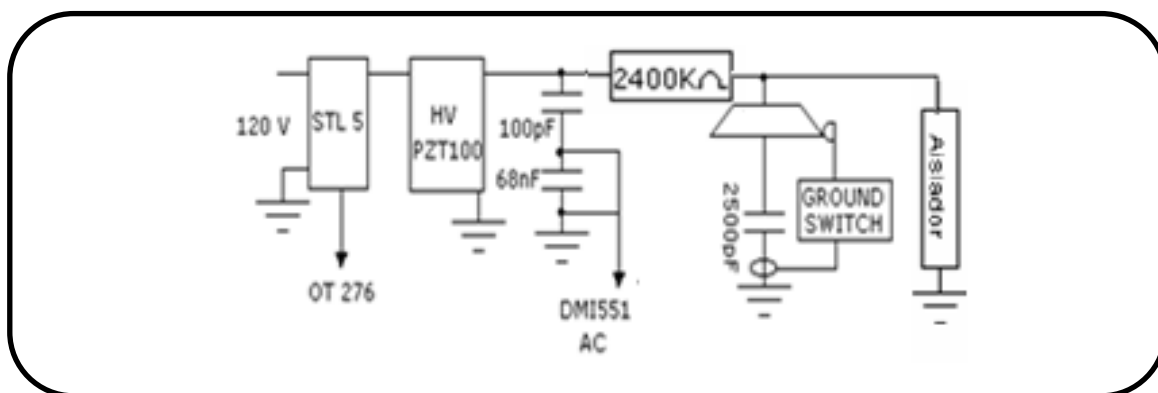 120 V
STL 5
OT 276
HV
PZT100
100pF
68nF
DMI551
AC
2400K
2500pF
GROUND
SWITCH
Aislador